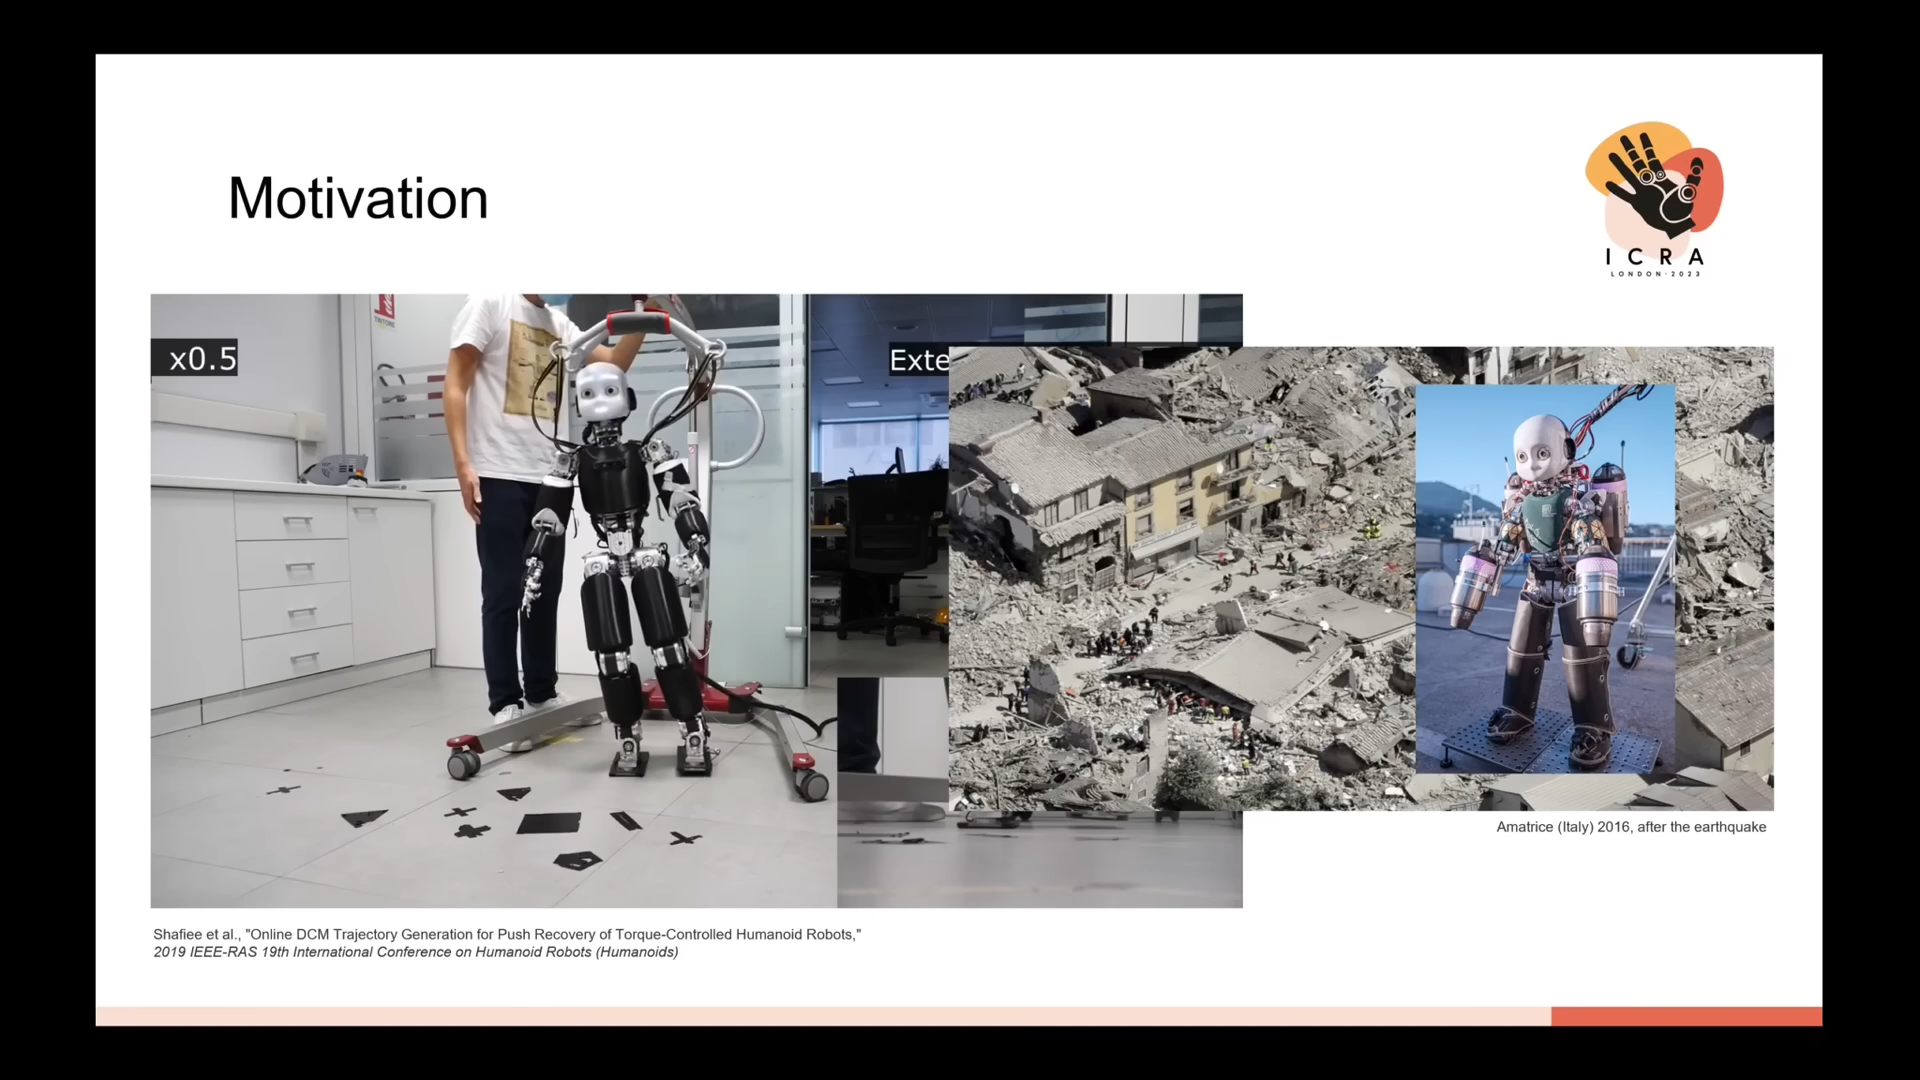 Motivation
ICRA
LONDON·2023
x0.5
Exte
TRITONE
Amatrice (Italy) 2016, after the earthquake
Shafiee et al., "Online DCM Trajectory Generation for Push Recovery of Torque-Controlled Humanoid Robots,"
2019 IEEE-RAS 19th International Conference on Humanoid Robots (Humanoids)